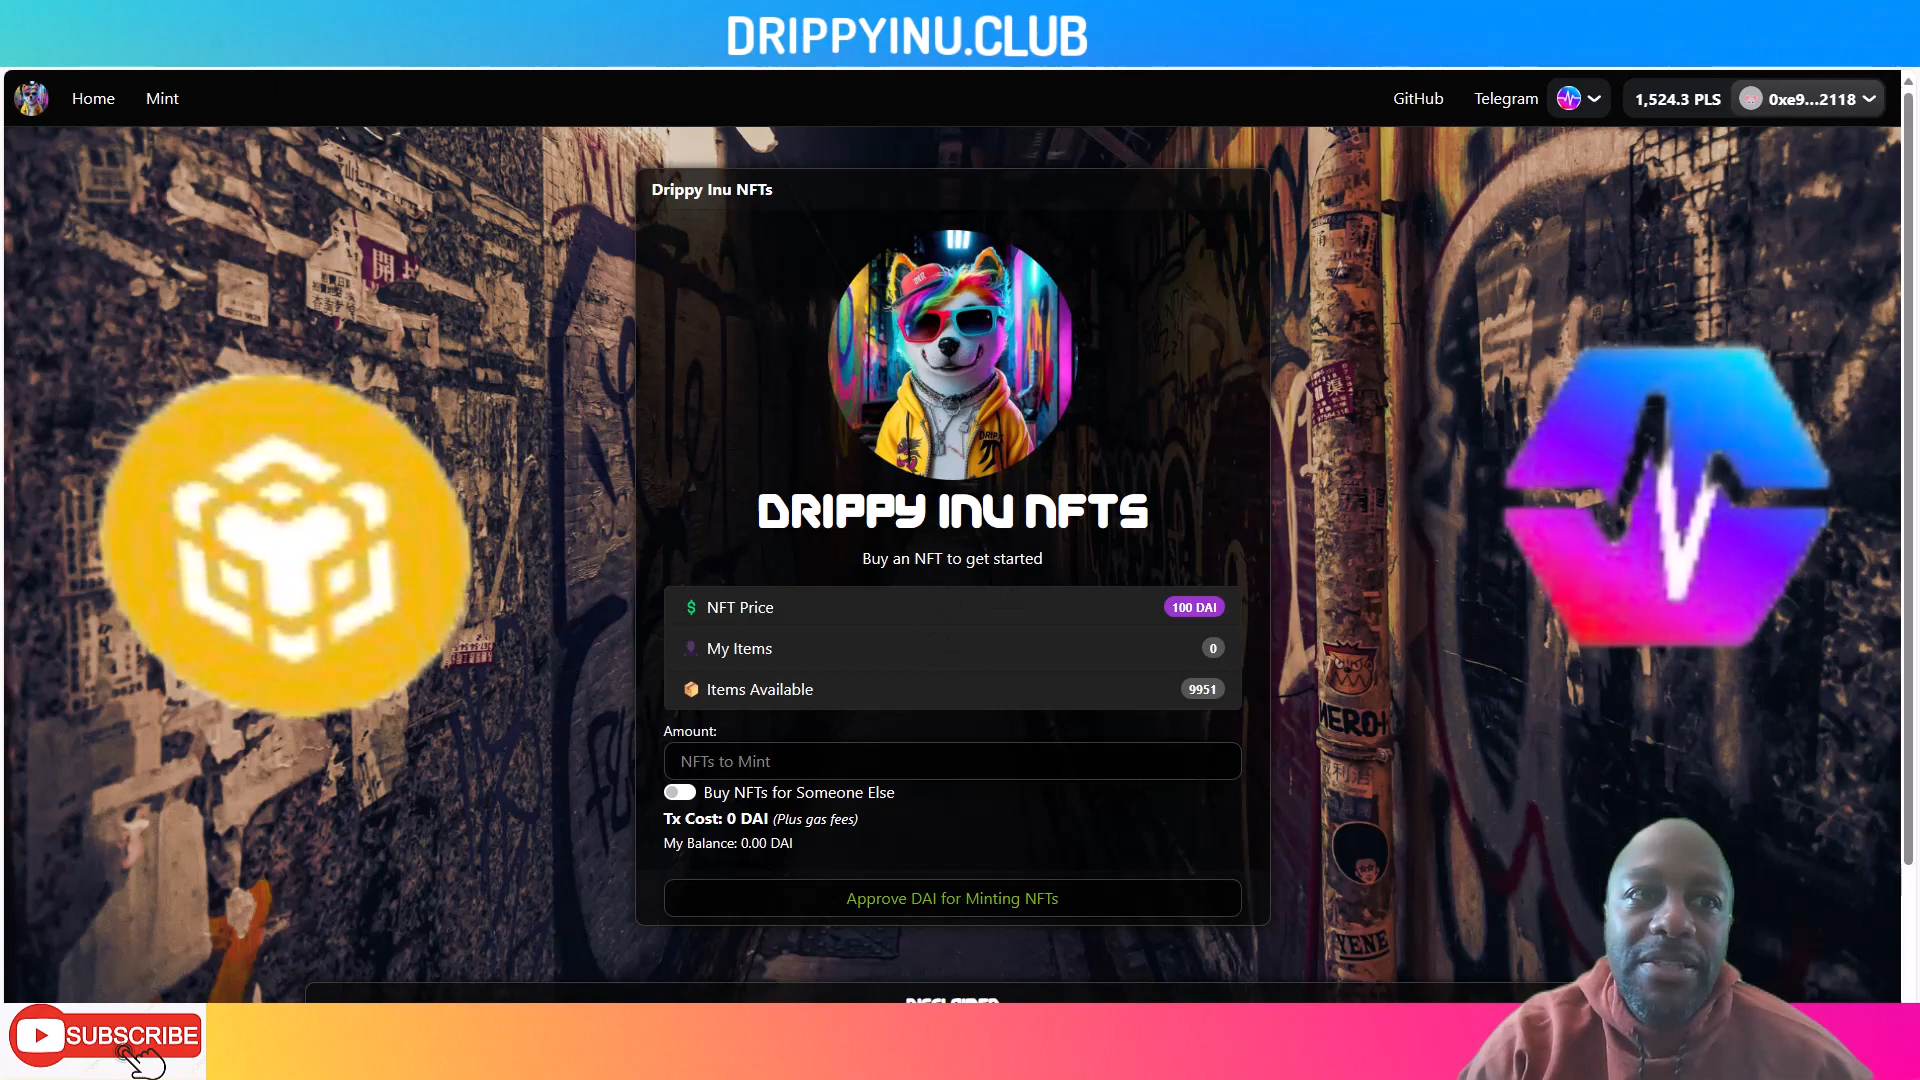 DRIPPYINU.CLUB
Home
Mint
GitHub
Telegram
1,524.3 PLS
0xe9...2118
Drippy Inu NFTs
DRIPPY INU NFTS
Buy an NFT to get started
NFT Price
100 DAI
My Items
0
Items Available
9951
Amount:
NFTs to Mint
Buy NFTs for Someone Else
Tx Cost: 0 DAI (Plus gas fees)
My Balance: 0.00 DAI
Approve DAI for Minting NFTs
YENE
SUBSCRIBE